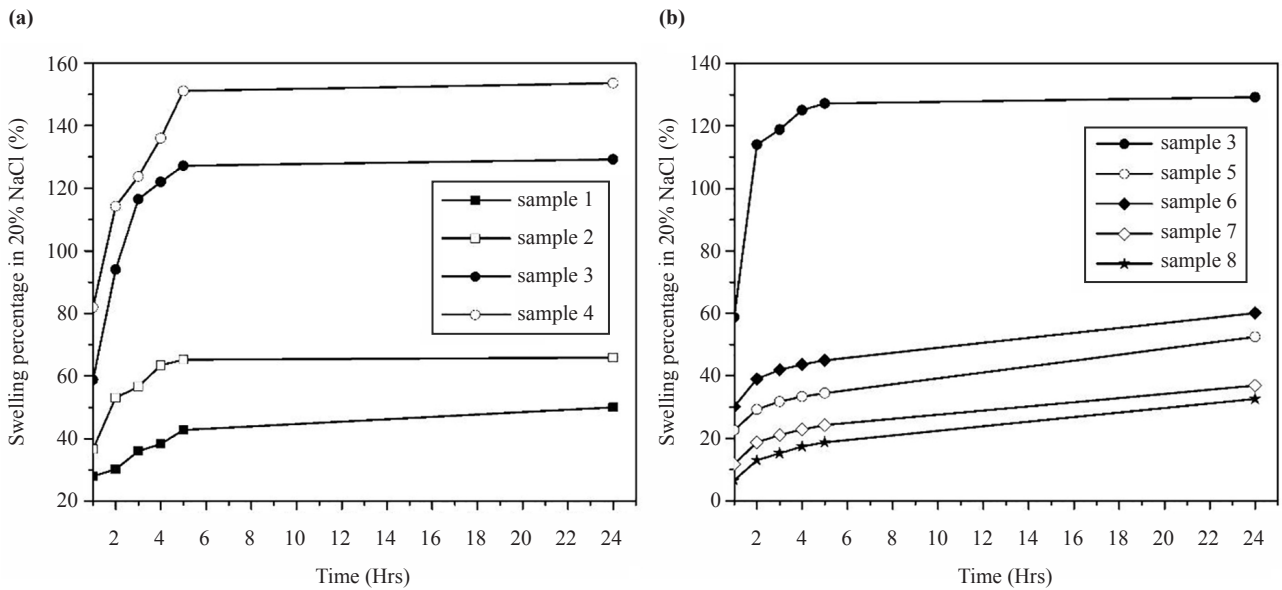 (a)
Swelling percentage in 20% NaCl (%)
160
140
120
100
80
60
40
20
sample 1
sample 2
sample 3
sample 4
2 4 6 8 10 12 14 16 18 20 22 24
Time (Hrs)
(b)
Swelling percentage in 20% NaCl (%)
140
120
100
80
60
40
20
0
sample 3
sample 5
sample 6
sample 7
sample 8
2 4 6 8 10 12 14 16 18 20 22 24
Time (Hrs)